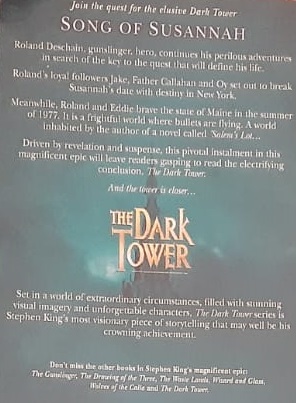 Join the quest for the elusive Dark Tower
SONG OF SUSANNAH
Roland Deschain, gunslinger, hero, continues his perilous adventures
in search of the key to the quest that will define his life.
Roland's loyal followers Jake, Father Callahan and Oy set out to break
Susannah's date with destiny in New York.
Meanwhile, Roland and Eddie brave the state of Maine in the summer
of 1977. It is a frightful world where bullets are flying. A world
inhabited by the author of a novel called 'Salem's Lot...
Driven by revelation and suspense, this pivotal instalment in this
magnificent epic will leave readers gasping to read the electrifying
conclusion, The Dark Tower.
And the tower is closer...
THE DARK
TOWER
Set in a world of extraordinary circumstances, filled with stunning
visual imagery and unforgettable characters, The Dark Tower series is
Stephen King's most visionary piece of storytelling that may well be his
crowning achievement.
Don't miss the other books in Stephen King's magnificent epic:
The Gunslinger, The Drawing of the Three, The Waste Lands, Wizard and Glass,
Wolves of the Calla and The Dark Tower.